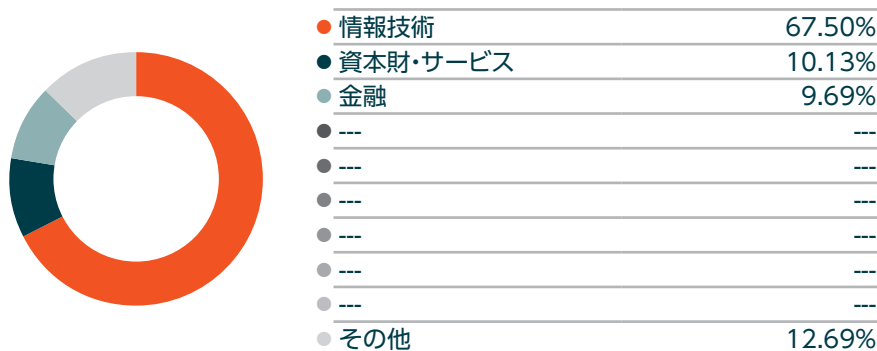 情報技術 67.50%
資本財・サービス 10.13%
金融 9.69%
--- ---
--- ---
--- ---
--- ---
--- ---
--- ---
その他 12.69%